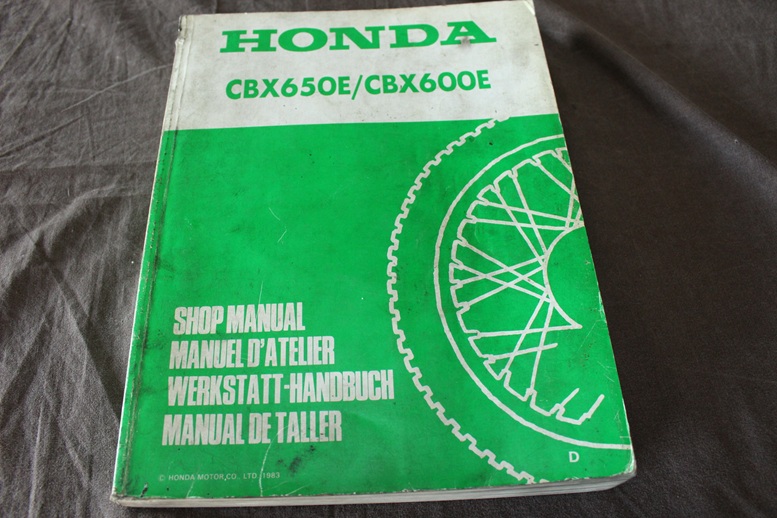 HONDA
CBX650E/CBX600E
SHOP MANUAL
MANUEL D'ATELIER
WERKSTATT-HANDBUCH
MANUAL DE TALLER
© HONDA MOTOR CO., LTD. 1983
D